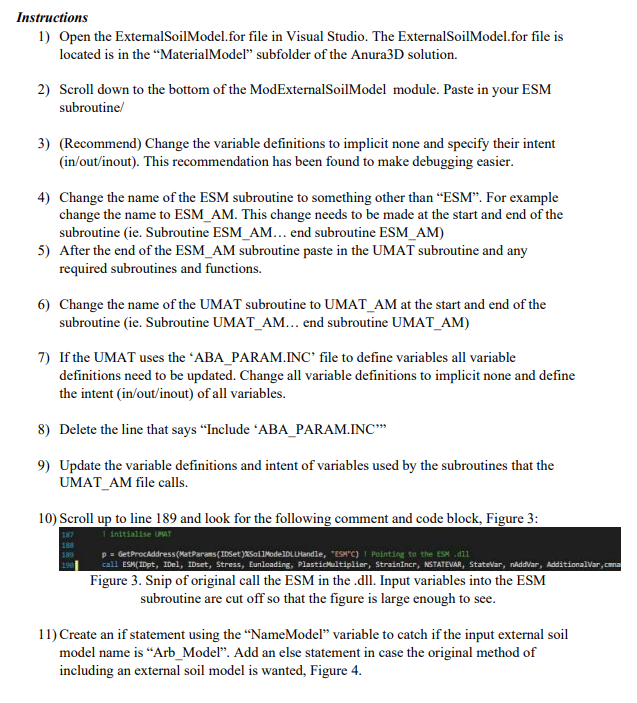 Instructions
1) Open the ExternalSoilModel.for file in Visual Studio. The ExternalSoilModel.for file is
located is in the “MaterialModel” subfolder of the Anura3D solution.
2) Scroll down to the bottom of the ModExternalSoilModel module. Paste in your ESM
subroutine/
3) (Recommend) Change the variable definitions to implicit none and specify their intent
(in/out/inout). This recommendation has been found to make debugging easier.
4) Change the name of the ESM subroutine to something other than “ESM”. For example
change the name to ESM_AM. This change needs to be made at the start and end of the
subroutine (ie. Subroutine ESM_AM… end subroutine ESM_AM)
5) After the end of the ESM_AM subroutine paste in the UMAT subroutine and any
required subroutines and functions.
6) Change the name of the UMAT subroutine to UMAT_AM at the start and end of the
subroutine (ie. Subroutine UMAT_AM… end subroutine UMAT_AM)
7) If the UMAT uses the ‘ABA_PARAM.INC’ file to define variables all variable
definitions need to be updated. Change all variable definitions to implicit none and define
the intent (in/out/inout) of all variables.
8) Delete the line that says “Include ‘ABA_PARAM.INC’”
9) Update the variable definitions and intent of variables used by the subroutines that the
UMAT_AM file calls.
10) Scroll up to line 189 and look for the following comment and code block, Figure 3:
187 ! initialise UMAT
188
189 p = GetProcAddress(MatParams(IDSet)%SoilModelDLLHandle, "ESM"C) ! Pointing to the ESM .dll
190 call ESM(IDpt, IDel, IDset, Stress, Eunloading, PlasticMultiplier, StrainIncr, NSTATEVAR, StateVar, nAddVar, AdditionalVar,cmna
Figure 3. Snip of original call the ESM in the .dll. Input variables into the ESM
subroutine are cut off so that the figure is large enough to see.
11) Create an if statement using the “NameModel” variable to catch if the input external soil
model name is “Arb_Model”. Add an else statement in case the original method of
including an external soil model is wanted, Figure 4.